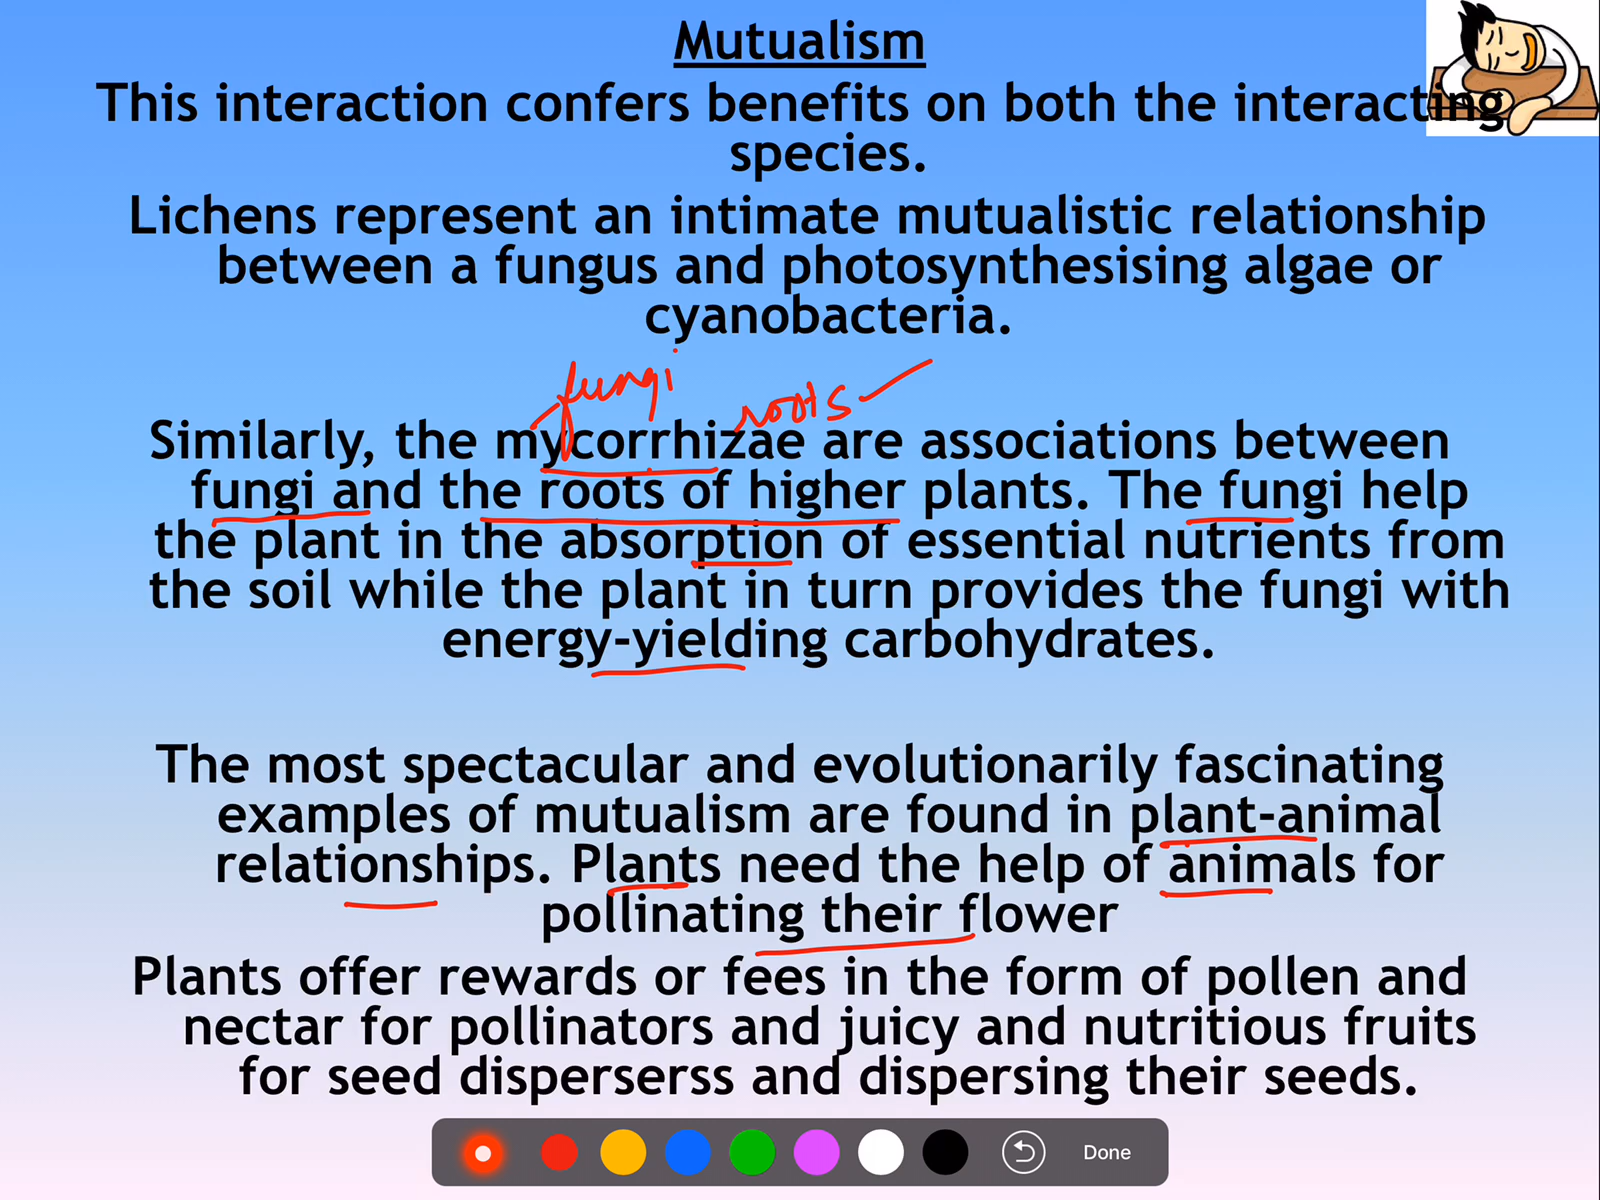 Mutualism
This interaction confers benefits on both the interacting
species.
Lichens represent an intimate mutualistic relationship
between a fungus and photosynthesising algae or
cyanobacteria.
fungi
roots
Similarly, the mycorrhizae are associations between
fungi and the roots of higher plants. The fungi help
the plant in the absorption of essential nutrients from
the soil while the plant in turn provides the fungi with
energy-yielding carbohydrates.
The most spectacular and evolutionarily fascinating
examples of mutualism are found in plant-animal
relationships. Plants need the help of animals for
pollinating their flower
Plants offer rewards or fees in the form of pollen and
nectar for pollinators and juicy and nutritious fruits
for seed disperserss and dispersing their seeds.
Done